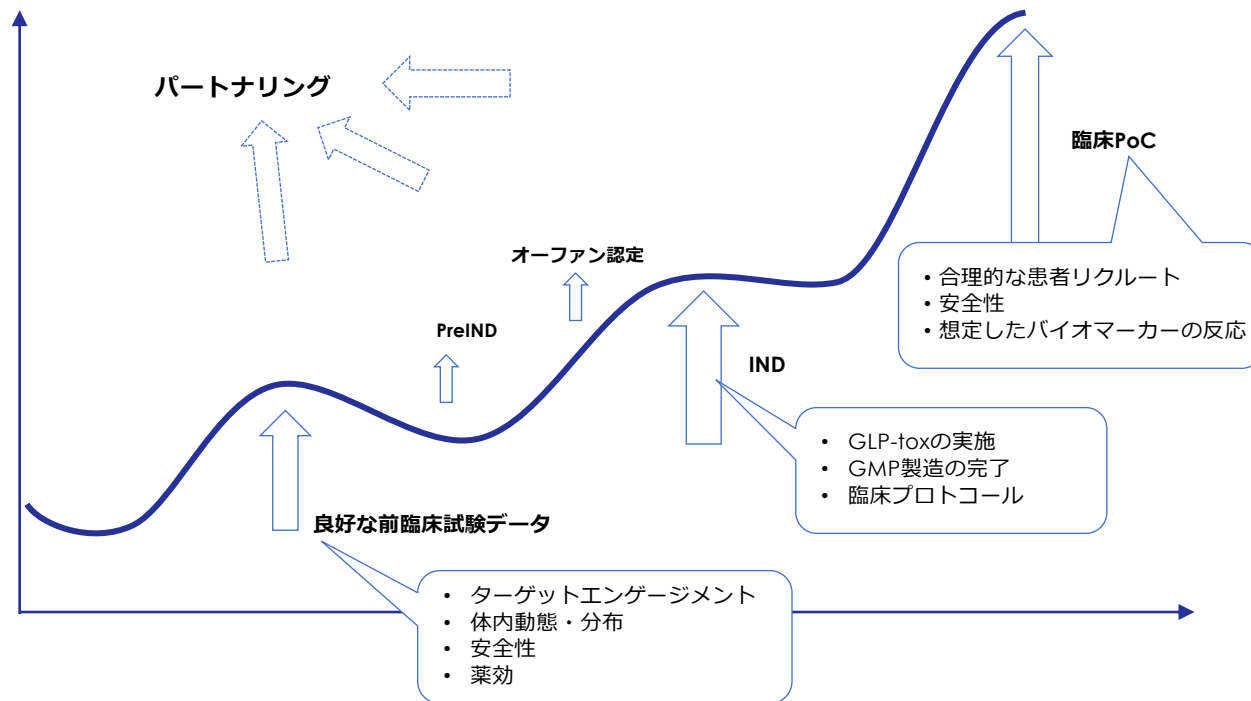 パートナリング
臨床PoC
オーファン認定
・合理的な患者リクルート
・安全性
・想定したバイオマーカーの反応
PreIND
IND
• GLP-toxの実施
• GMP製造の完了
• 臨床プロトコール
良好な前臨床試験データ
• ターゲットエンゲージメント
• 体内動態・分布
• 安全性
• 薬効